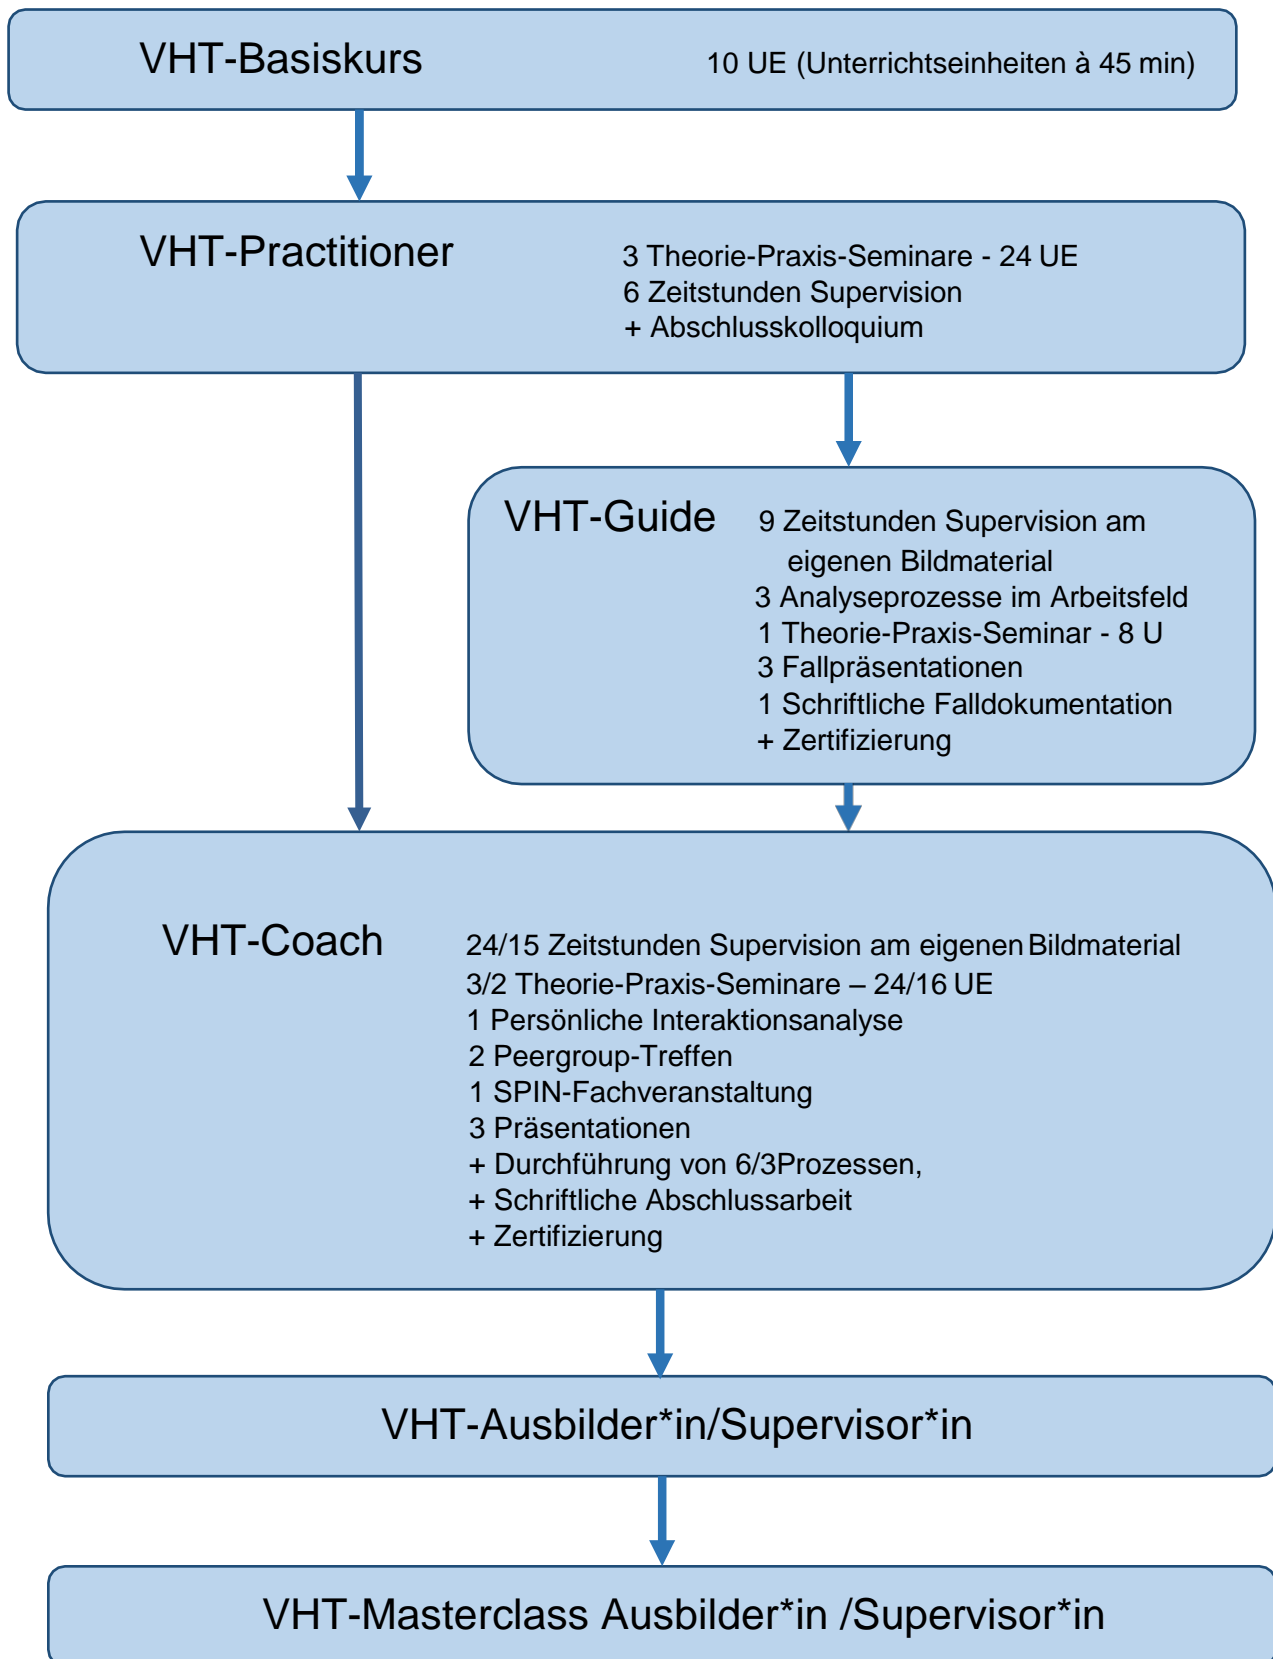 VHT-Basiskurs 10 UE (Unterrichtseinheiten à 45 min)
VHT-Practitioner 3 Theorie-Praxis-Seminare - 24 UE
6 Zeitstunden Supervision
+ Abschlusskolloquium
VHT-Guide 9 Zeitstunden Supervision am
eigenen Bildmaterial
3 Analyseprozesse im Arbeitsfeld
1 Theorie-Praxis-Seminar - 8 U
3 Fallpräsentationen
1 Schriftliche Falldokumentation
+ Zertifizierung
VHT-Coach 24/15 Zeitstunden Supervision am eigenen Bildmaterial
3/2 Theorie-Praxis-Seminare – 24/16 UE
1 Persönliche Interaktionsanalyse
2 Peergroup-Treffen
1 SPIN-Fachveranstaltung
3 Präsentationen
+ Durchführung von 6/3Prozessen,
+ Schriftliche Abschlussarbeit
+ Zertifizierung
VHT-Ausbilder*in/Supervisor*in
VHT-Masterclass Ausbilder*in /Supervisor*in